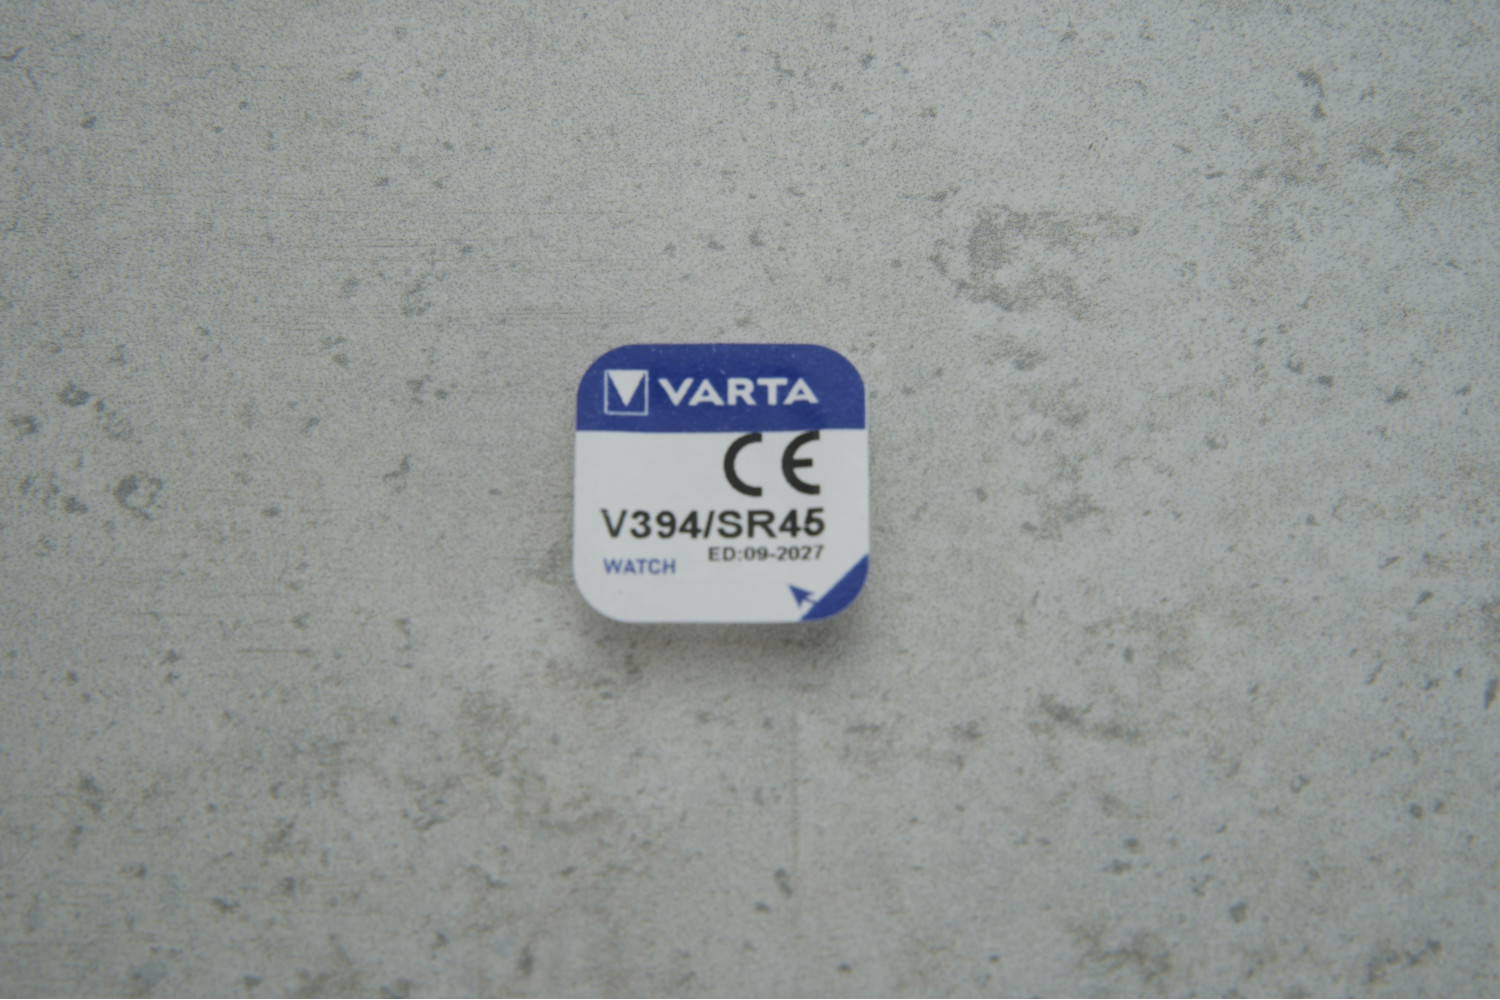 VARTA
CE
V394/SR45
ED:09-2027
WATCH